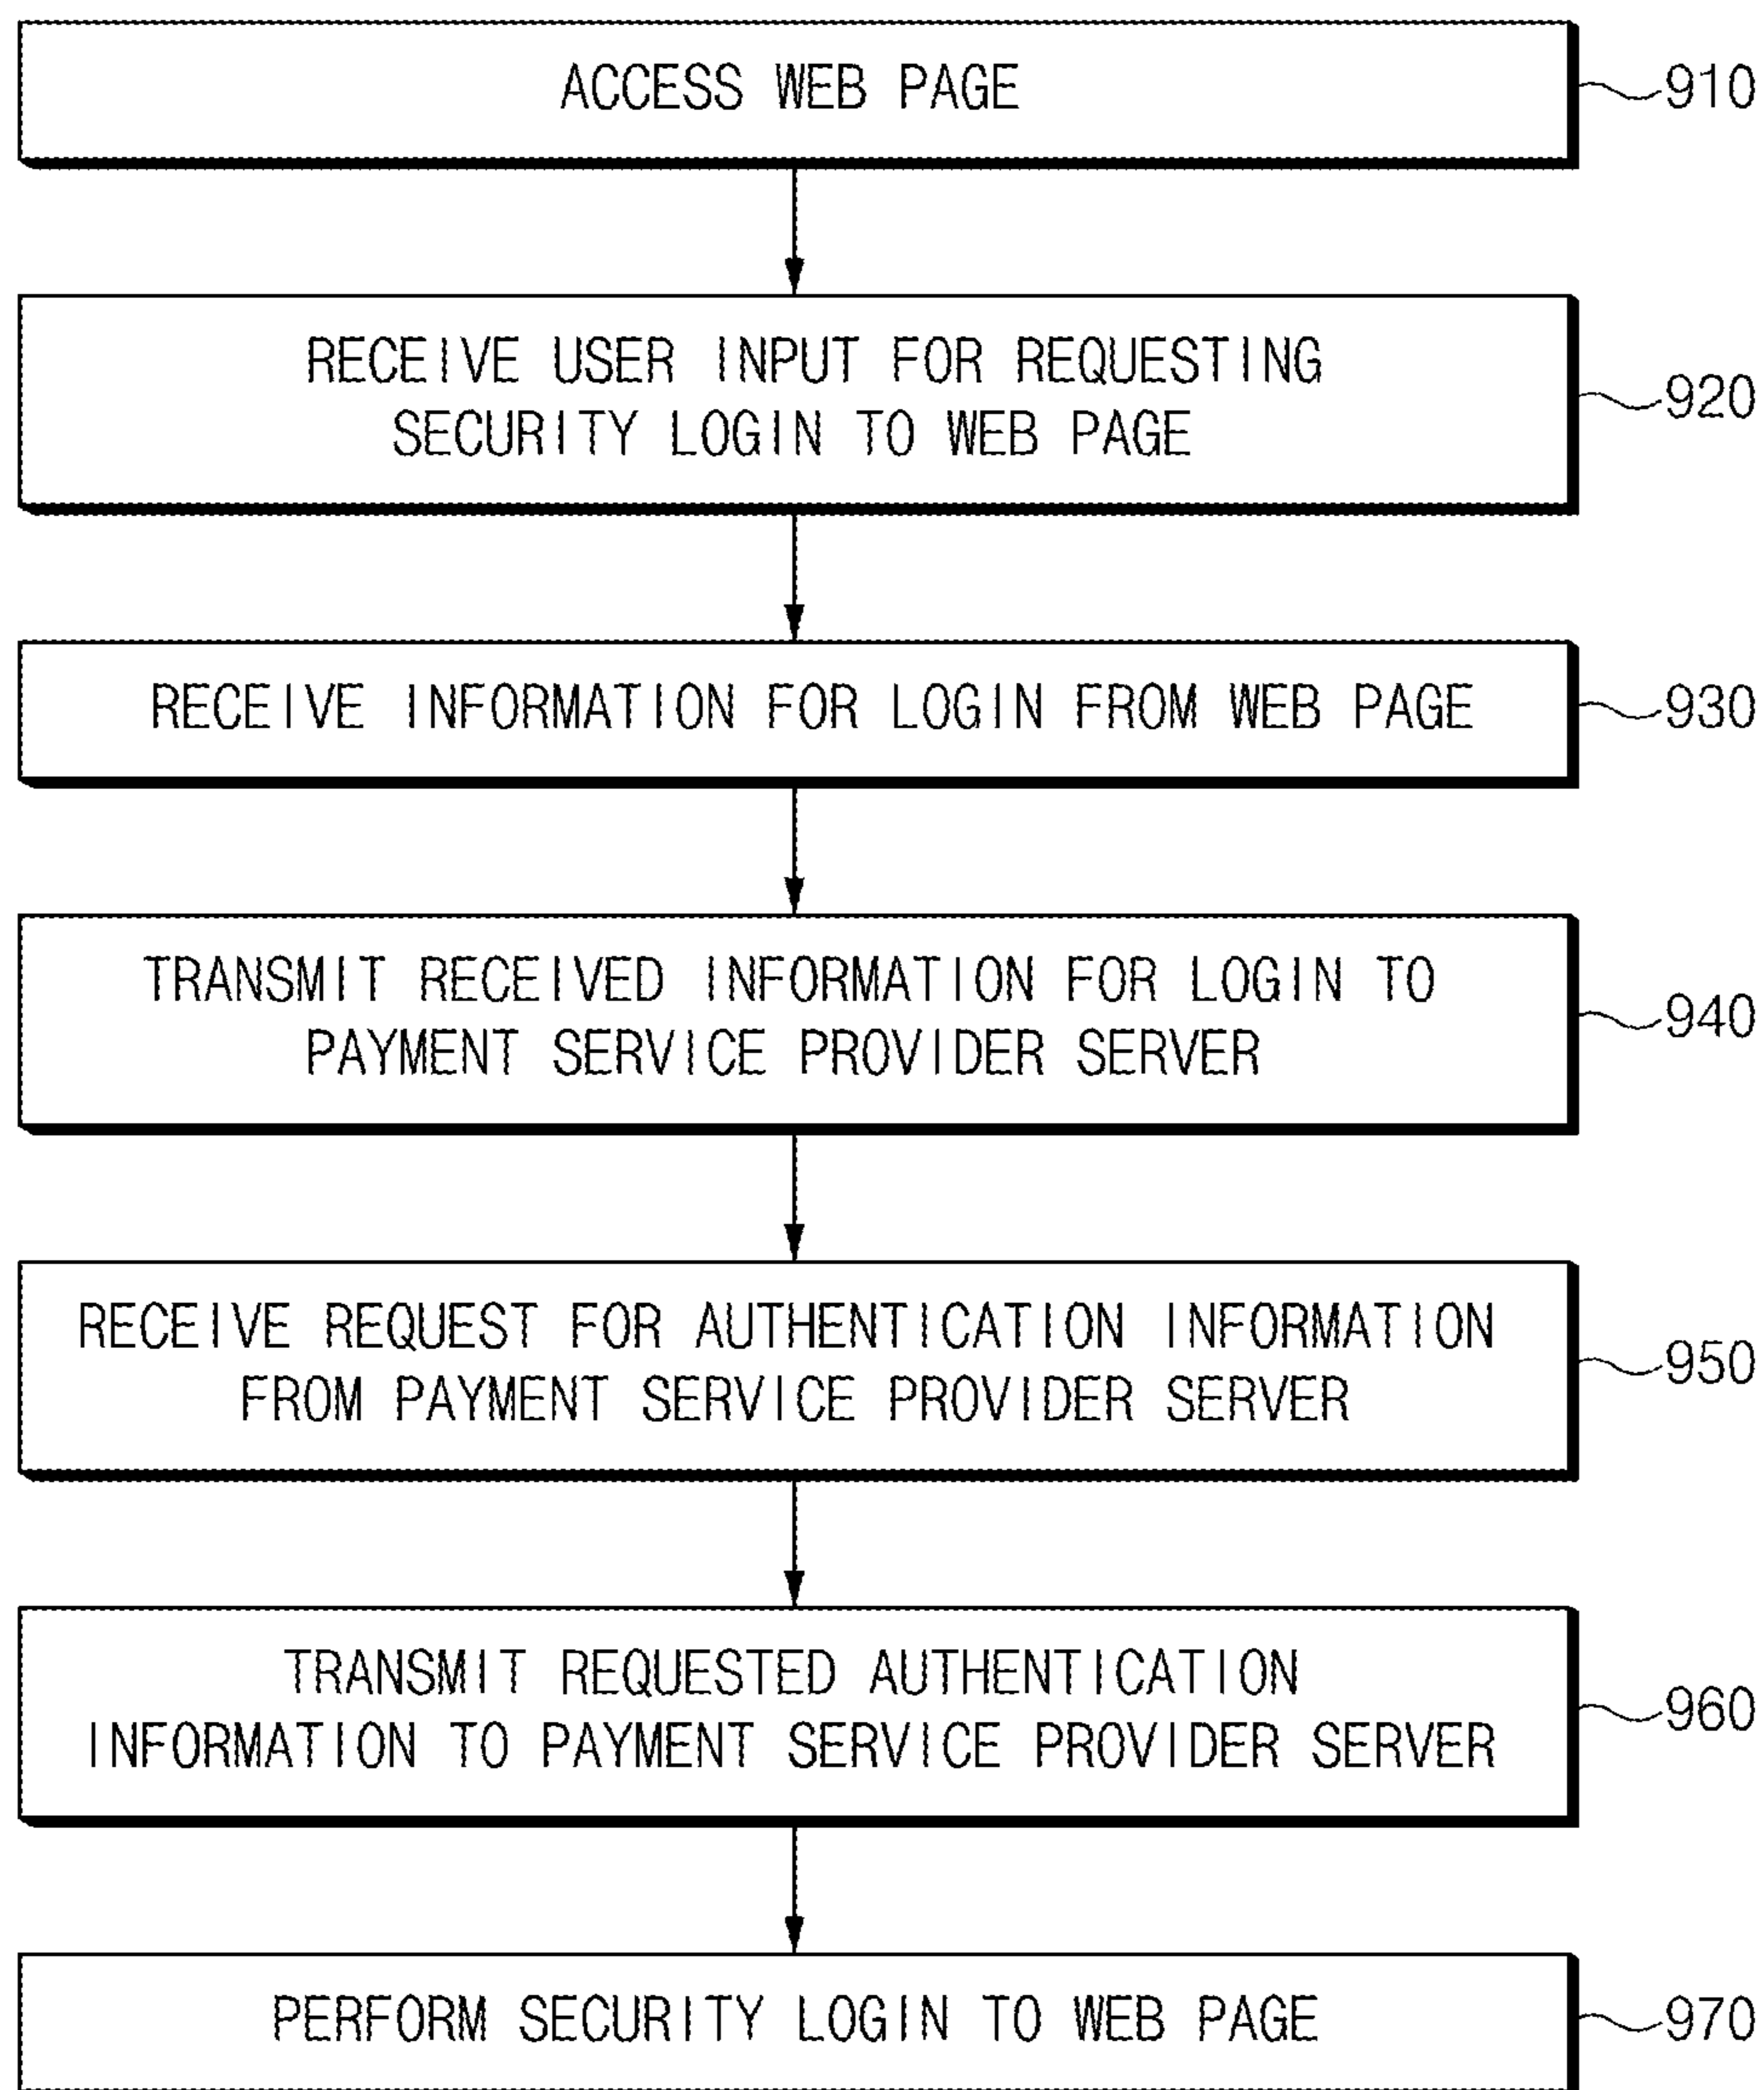 ACCESS WEB PAGE
910
RECEIVE USER INPUT FOR REQUESTING
SECURITY LOGIN TO WEB PAGE
920
RECEIVE INFORMATION FOR LOGIN FROM WEB PAGE
930
TRANSMIT RECEIVED INFORMATION FOR LOGIN TO
PAYMENT SERVICE PROVIDER SERVER
940
RECEIVE REQUEST FOR AUTHENTICATION INFORMATION
FROM PAYMENT SERVICE PROVIDER SERVER
950
TRANSMIT REQUESTED AUTHENTICATION
INFORMATION TO PAYMENT SERVICE PROVIDER SERVER
960
PERFORM SECURITY LOGIN TO WEB PAGE
970